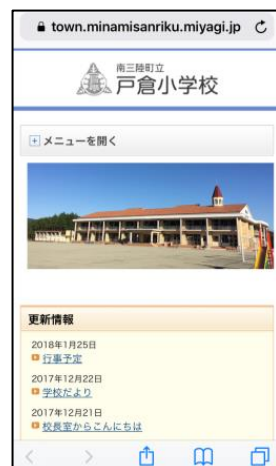 town.minamisanriku.miyagi.jp
南三陸町立
戸倉小学校
メニューを開く
更新情報
2018年1月25日
行事予定
2017年12月22日
学校だより
2017年12月21日
校長室からこんにちは